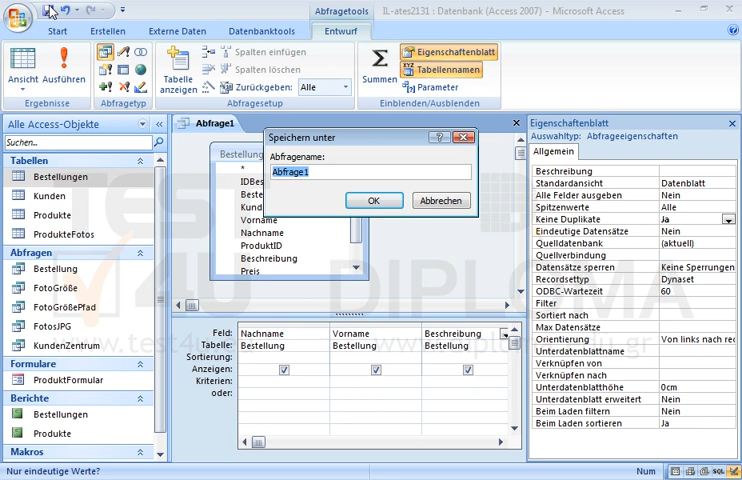 Abfragetools
IL-ates2131 : Datenbank (Access 2007) - Microsoft Access
Start
Erstellen
Externe Daten
Datenbanktools
Entwurf
Ansicht
Ausführen
Ergebnisse
Abfragetyp
Tabelle anzeigen
Spalten einfügen
Spalten löschen
Zurückgeben:
Alle
Abfragesetup
Summen
Eigenschaftenblatt
Tabellennamen
Parameter
Einblenden/Ausblenden
Alle Access-Objekte
Suchen...
Tabellen
Bestellungen
Kunden
Produkte
ProdukteFotos
Abfragen
Bestellung
FotoGröße
FotoGrößePfad
FotosJPG
KundenZentrum
Formulare
ProduktFormular
Berichte
Bestellungen
Produkte
Makros
Abfrage1
Bestellung
*
Vorname
Nachname
ProduktID
Beschreibung
Preis
Speichern unter
Abfragename:
Abfrage1
OK
Abbrechen
Feld: Nachname Vorname Beschreibung
Tabelle: Bestellung Bestellung Bestellung
Sortierung:
Anzeigen:
Kriterien:
oder:
Eigenschaftenblatt
Auswahltyp: Abfrageeigenschaften
Allgemein
Beschreibung
Standardansicht Datenblatt
Alle Felder ausgeben Nein
Spitzenwerte Alle
Keine Duplikate Ja
Eindeutige Datensätze Nein
Quelldatenbank (aktuell)
Quellverbindung
Datensätze sperren Keine Sperrungen
Recordsettyp Dynaset
ODBC-Wartezeit 60
Filter
Sortiert nach
Max Datensätze
Orientierung Von links nach rec
Unterdatenblattname
Verknüpfen von
Verknüpfen nach
Unterdatenblatthöhe 0cm
Unterdatenblatt erweitert Nein
Beim Laden filtern Nein
Beim Laden sortieren Ja
Nur eindeutige Werte?
Num
SQL
TEST
4U
DIPLOMA